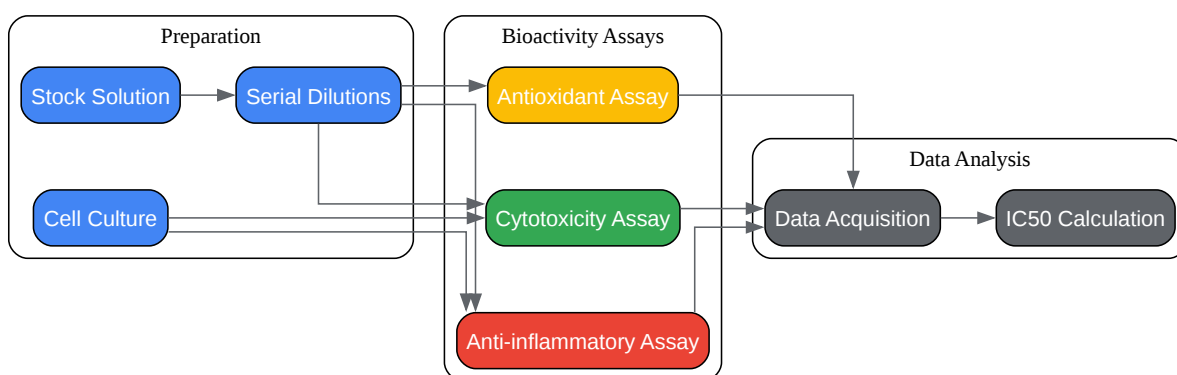 Preparation
Stock Solution
Serial Dilutions
Cell Culture
Bioactivity Assays
Antioxidant Assay
Cytotoxicity Assay
Anti-inflammatory Assay
Data Analysis
Data Acquisition
IC50 Calculation